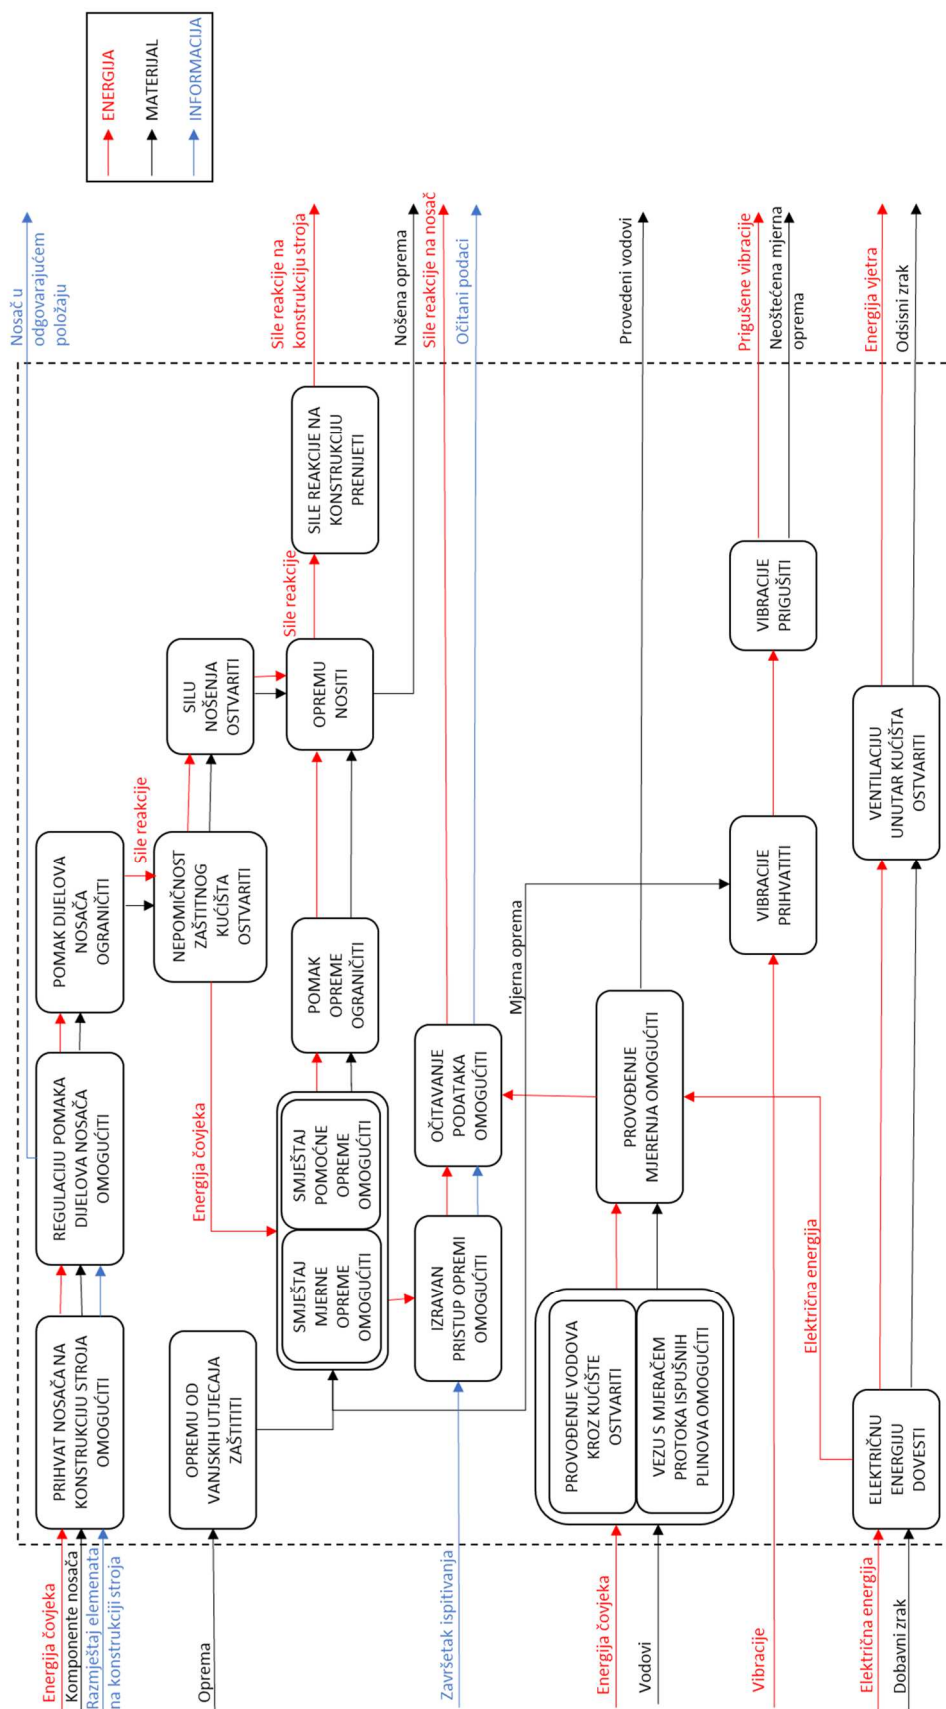 ENERGIJA
MATERIJAL
INFORMACIJA
Energija čovjeka
Komponente nosača
Razmještaj elemenata
na konstrukciji stroja
PRIHVAT NOSAČA NA
KONSTRUKCIJU STROJA
OMOGUĆITI
REGULACIJU POMAKA
DIJELOVA NOSAČA
OMOGUĆITI
POMAK DIJELOVA
NOSAČA
OGRANIČITI
Nosač u
odgovarajućem
položaju
Sile reakcije
Oprema
OPREMU OD
VANJSKIH UTJECAJA
ZAŠTITITI
NEPOMIČNOST
ZAŠTITNOG
KUĆIŠTA
OSTVARITI
SILU
NOŠENJA
OSTVARITI
Energija čovjeka
SMJEŠTAJ
MJERNE
OPREME
OMOGUĆITI
SMJEŠTAJ
POMOĆNE
OPREME
OMOGUĆITI
POMAK
OPREME
OGRANIČITI
OPREMU
NOSITI
Sile reakcije
SILE REAKCIJE NA
KONSTRUKCIJU
PRENIJETI
Sile reakcije na
konstrukciju stroja
Nošena oprema
Završetak ispitivanja
IZRAVAN
PRISTUP OPREMI
OMOGUĆITI
OČITAVANJE
PODATAKA
OMOGUĆITI
Sile reakcije na nosač
Očitani podaci
Mjerna oprema
Energija čovjeka
Vodovi
PROVOĐENJE VODOVA
KROZ KUĆIŠTE
OSTVARITI
VEZU S MJERAČEM
PROTOKA ISPUŠNIH
PLINOVA OMOGUĆITI
PROVOĐENJE
MJERENJA OMOGUĆITI
Provedeni vodovi
Vibracije
VIBRACIJE
PRIHVATITI
VIBRACIJE
PRIGUŠITI
Prigušene vibracije
Neoštećena mjerna
oprema
Električna energija
Električna energija
Dobavni zrak
ELEKTRIČNU
ENERGIJU
DOVESTI
VENTILACIJU
UNUTAR KUĆIŠTA
OSTVARITI
Energija vjetra
Odsisni zrak